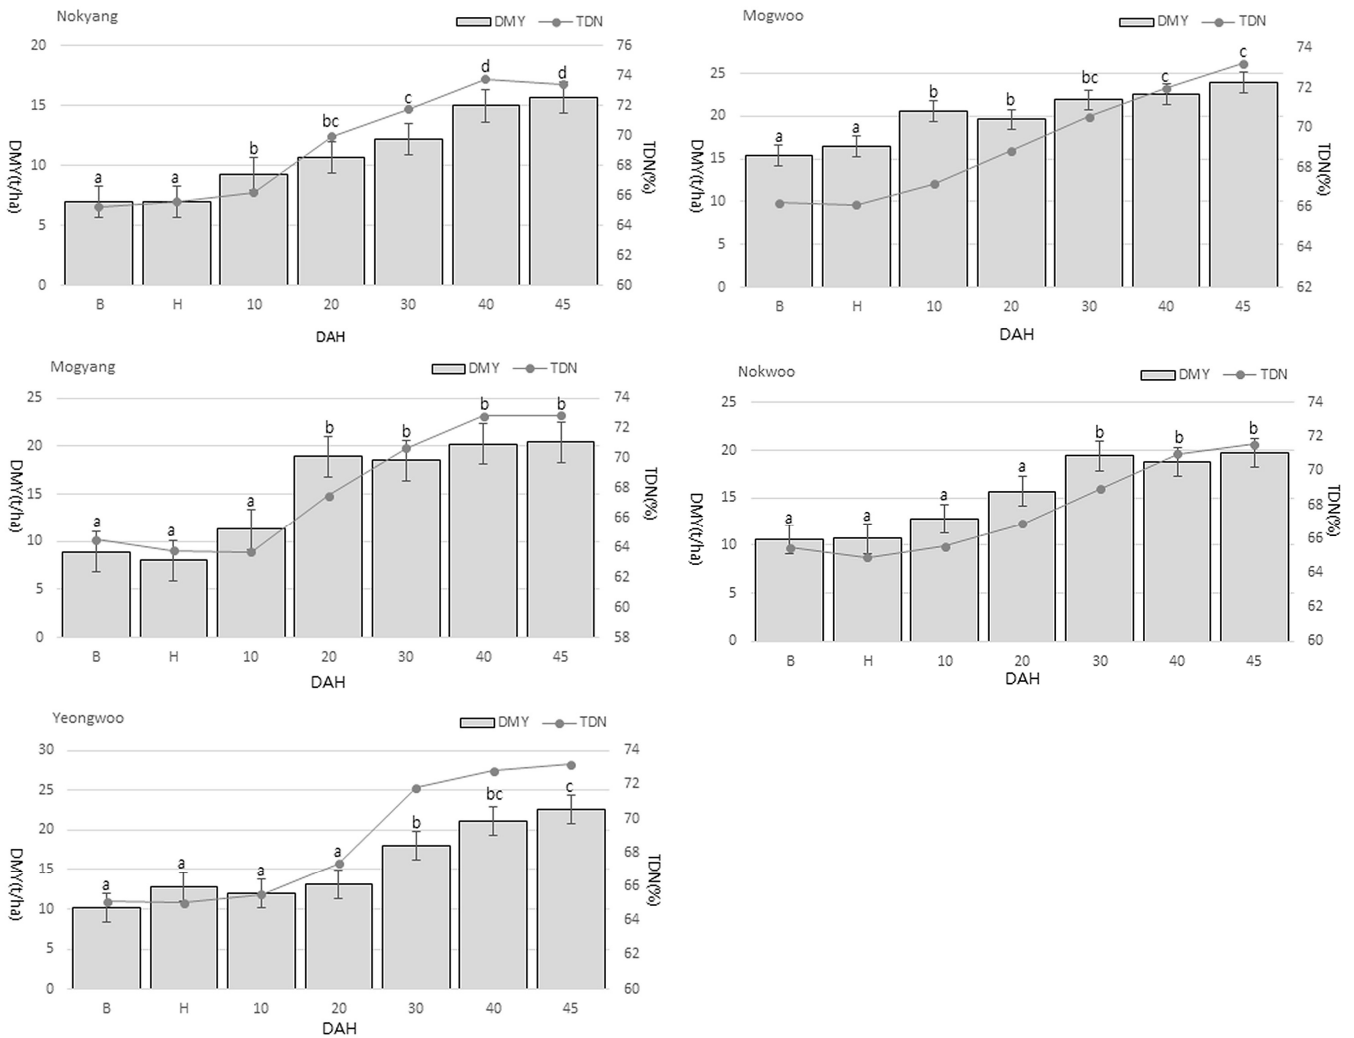 Nokyang
DMY TDN
20
15
10
5
0
DMY(t/ha)
76
74
72
70
68
66
64
62
60
TDN(%)
a a b bc c d d
B H 10 20 30 40 45
DAH
Mogwoo
DMY TDN
25
20
15
10
5
0
DMY(t/ha)
74
72
70
68
66
64
62
TDN(%)
a a b b bc c c
B H 10 20 30 40 45
DAH
Mogyang
DMY TDN
25
20
15
10
5
0
DMY(t/ha)
74
72
70
68
66
64
62
60
58
TDN(%)
a a a b b b b
B H 10 20 30 40 45
DAH
Nokwoo
DMY TDN
25
20
15
10
5
0
DMY(t/ha)
74
72
70
68
66
64
62
60
TDN(%)
a a a a b b b
B H 10 20 30 40 45
DAH
Yeongwoo
DMY TDN
30
25
20
15
10
5
0
DMY(t/ha)
74
72
70
68
66
64
62
60
TDN(%)
a a a a b bc c
B H 10 20 30 40 45
DAH